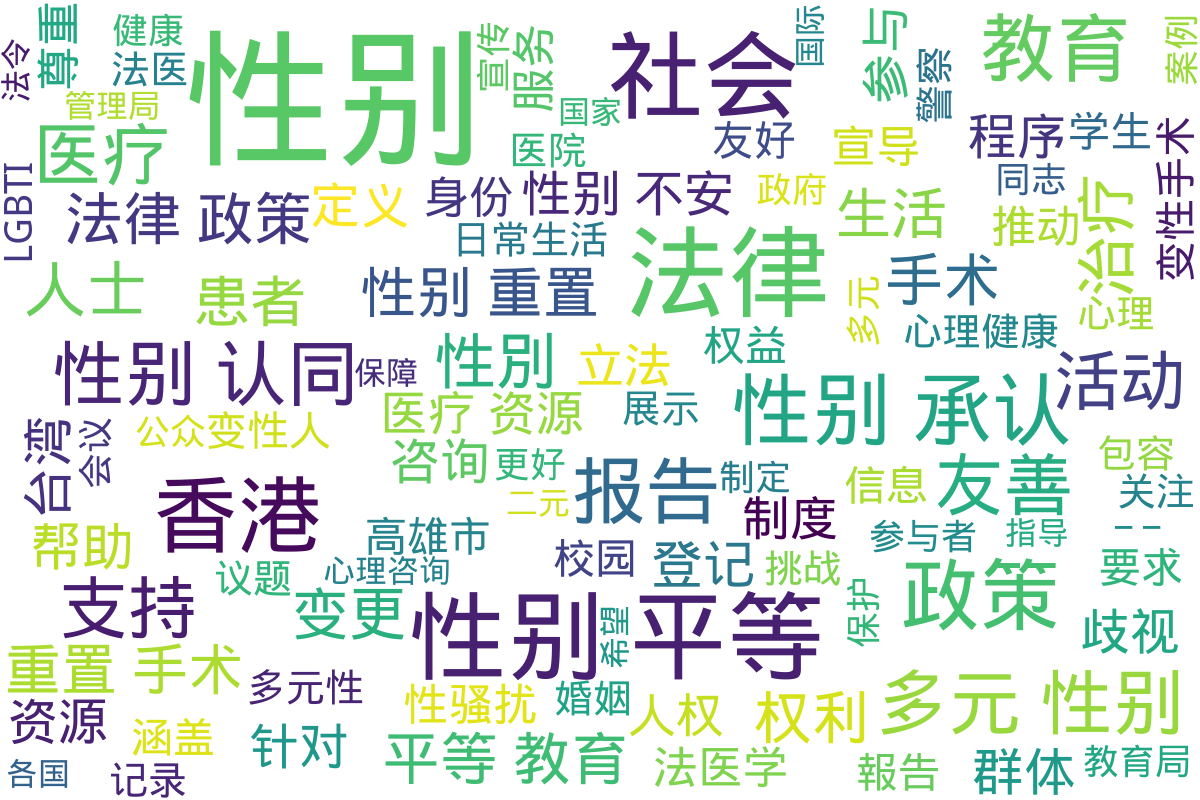 法令
尊重
健康
法医
管理局
性别
宣传
服务
国家
医院
社会
国际
友好
参与
警察
宣导
教育
案例
程序
学生
变性手术
医疗
LGBTI
法律 政策
定义
身份
性别 不安
政府
生活
同志
推动
治疗
日常生活
人士
患者
性别 重置
法律
多元
手术
心理健康
心理
性别 认同
保障
性别
立法
权益
性别 承认
活动
台湾
会议
公众
变性人
医疗 资源
展示
咨询
更好
二元
报告
制定
信息
友善
包容
关注
香港
帮助
高雄市
制度
参与者
指导
--
议题
心理咨询
校园
登记
挑战
要求
支持
变更
性别 平等
希望
保护
政策
歧视
重置 手术
多元性
性骚扰
婚姻
人权
权利
多元 性别
资源
涵盖
针对
平等 教育
法医学
報告
群体
教育局
各国
记录